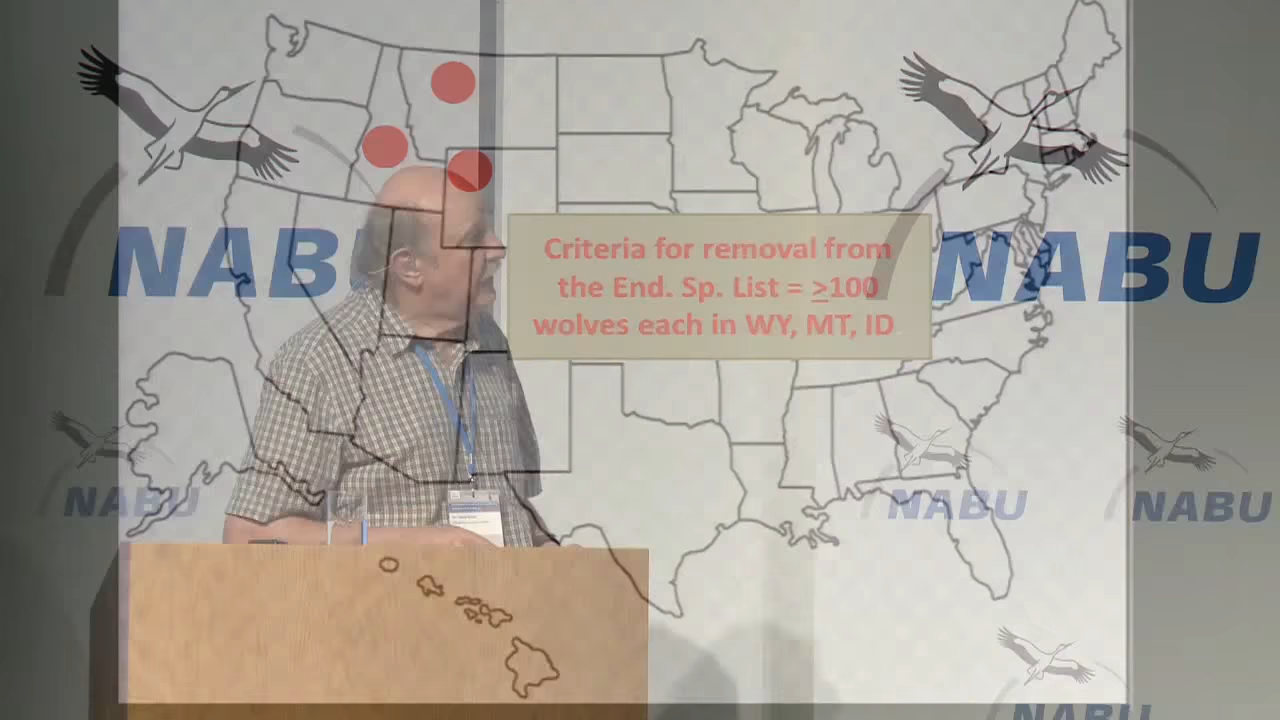 NABU
NABU
Criteria for removal from
the End. Sp. List = ≥100
wolves each in WY, MT, ID
NABU
NABU
NABU
NABU